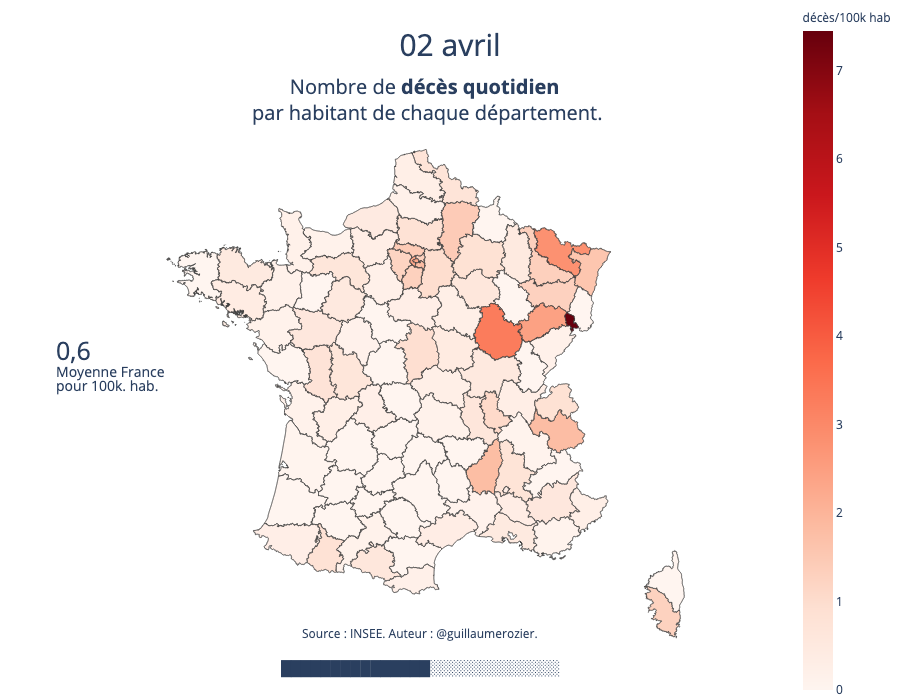 décès/100k hab
02 avril
Nombre de décès quotidien
par habitant de chaque département.
7
6
5
4
3
2
1
0
0,6
Moyenne France
pour 100k. hab.
Source : INSEE. Auteur : @guillaumerozier.